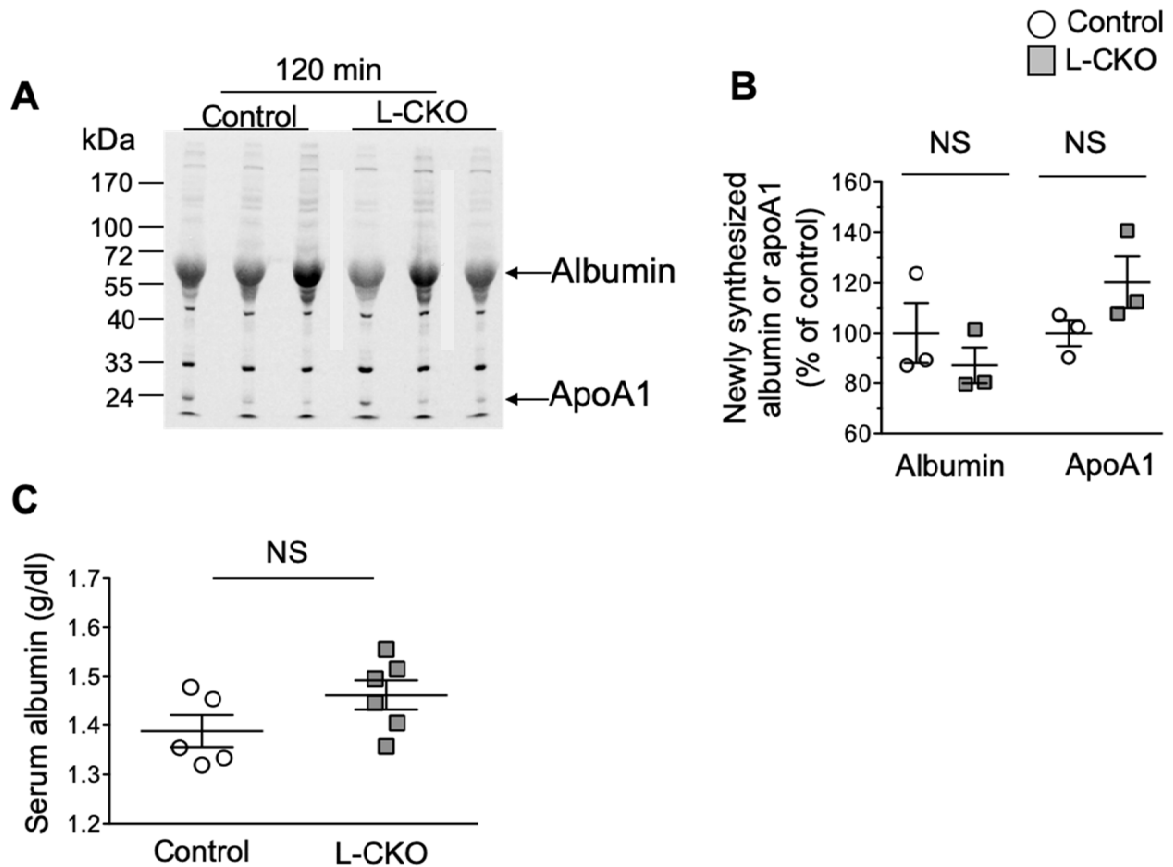 Control
L-CKO
A
120 min
Control
L-CKO
kDa
170
100
72
55
40
33
24
Albumin
ApoA1
B
NS
NS
Newly synthesized
albumin or apoA1
(% of control)
160
140
120
100
80
60
Albumin
ApoA1
C
NS
Serum albumin (g/dl)
1.7
1.6
1.5
1.4
1.3
1.2
Control
L-CKO